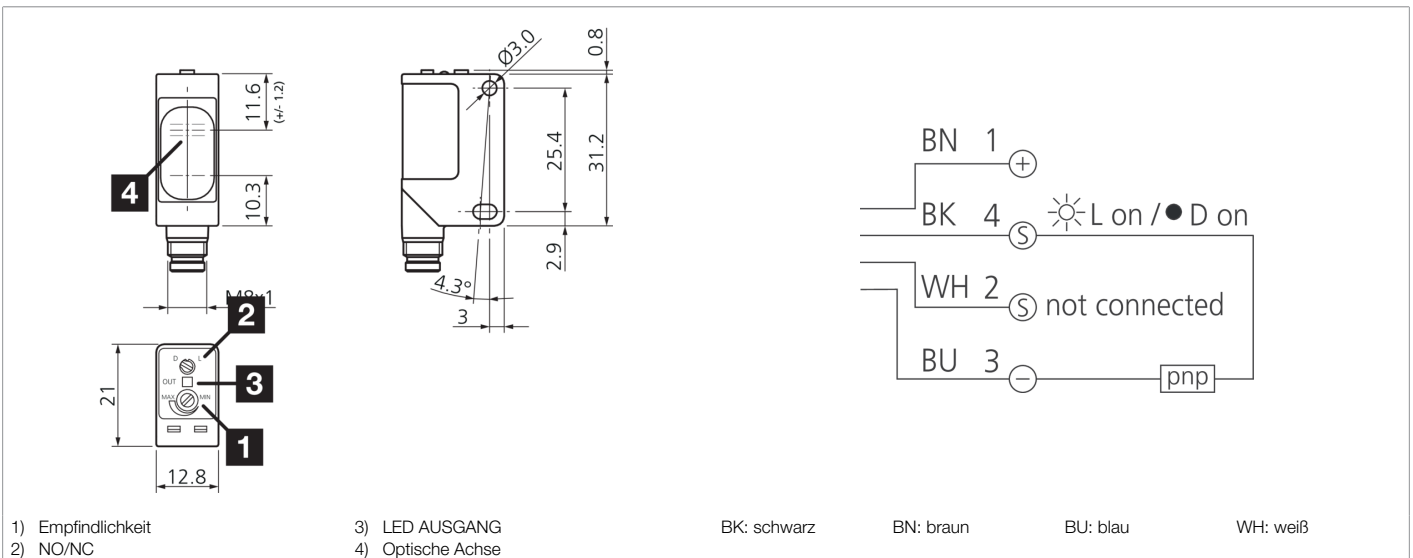 11.6
(+/- 1.2)
10.3
4
M8x1
2
D L
OUT
3
MAX MIN
1
21
12.8
Ø3.0
0.8
25.4
31.2
2.9
4.3°
3
BN 1 +
BK 4 S L on / D on
WH 2 S not connected
BU 3 − pnp
1) Empfindlichkeit
2) NO/NC
3) LED AUSGANG
4) Optische Achse
BK: schwarz BN: braun BU: blau WH: weiß